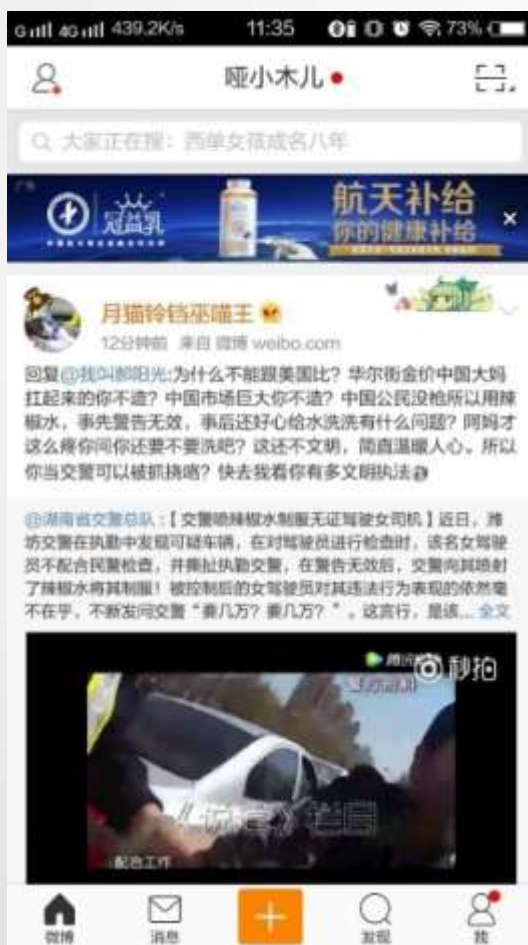 G 4G 439.2K/s 11:35 73%
哑小木儿
大家正在搜：西单女孩成名八年
广告
冠益乳
航天补给
你的健康补给
月猫铃铛巫喵王
12分钟前 来自 微博 weibo.com
回复@我叫郝阳光:为什么不能跟美国比？华尔街金价中国大妈
扛起来的你不造？中国市场巨大你不造？中国公民没枪所以用辣
椒水，事先警告无效，事后还好心给水洗洗有什么问题？阿妈才
这么疼你问你还要不要洗吧？这还不文明，简直温暖人心。所以
你当交警可以被抓挠咯？快去我看你有多文明执法
@湖南省交警总队：【交警喷辣椒水制服无证驾驶女司机】近日，潍
坊交警在执勤中发现可疑车辆，在对驾驶员进行检查时，该名女驾驶
员不配合民警检查，并撕扯执勤交警，在警告无效后，交警向其喷射
了辣椒水将其制服！被控制后的女驾驶员对其违法行为表现的依然毫
不在乎，不断发问交警“要几万？要几万？”。这言行，是该... 全文
秒拍
配合工作
微博 消息 发现 我